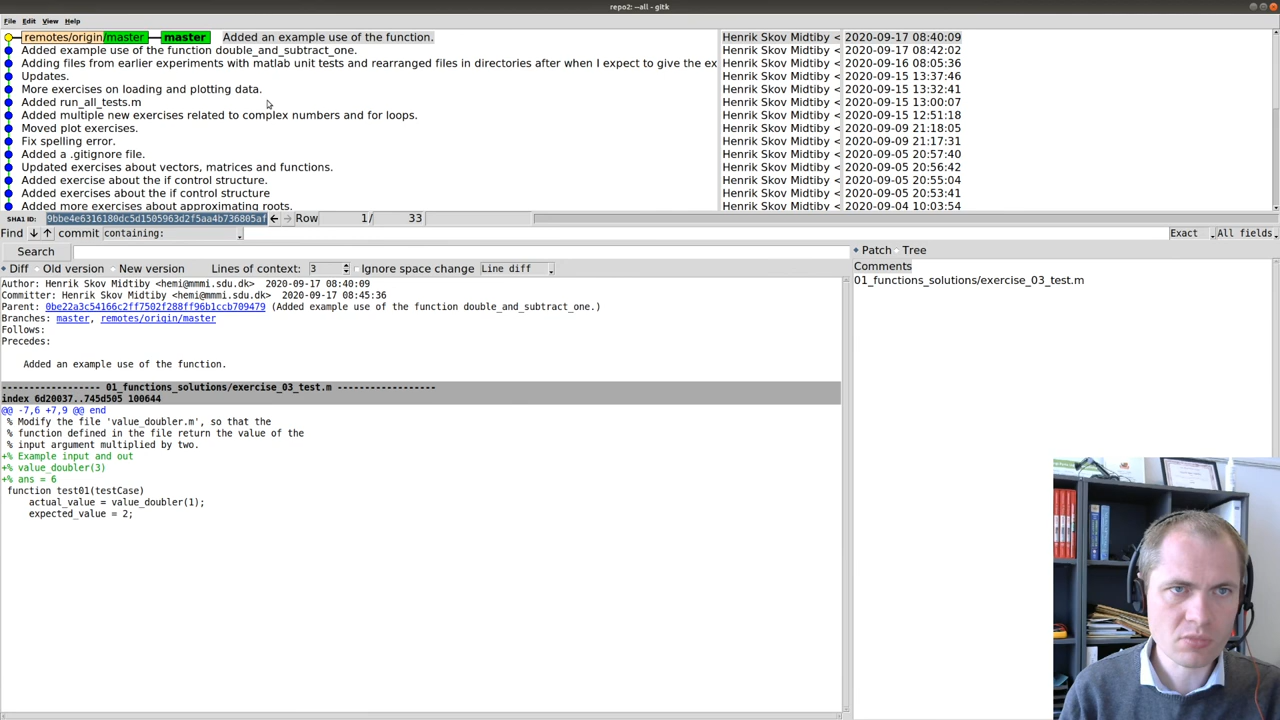 repo2: --all - gitk
File Edit View Help
remotes/origin/master master Added an example use of the function. Henrik Skov Midtiby < 2020-09-17 08:40:09
Added example use of the function double_and_subtract_one. Henrik Skov Midtiby < 2020-09-17 08:42:02
Adding files from earlier experiments with matlab unit tests and rearranged files in directories after when I expect to give the ex Henrik Skov Midtiby < 2020-09-16 08:05:36
Updates. Henrik Skov Midtiby < 2020-09-15 13:37:46
More exercises on loading and plotting data. Henrik Skov Midtiby < 2020-09-15 13:32:41
Added run_all_tests.m Henrik Skov Midtiby < 2020-09-15 13:00:07
Added multiple new exercises related to complex numbers and for loops. Henrik Skov Midtiby < 2020-09-15 12:51:18
Moved plot exercises. Henrik Skov Midtiby < 2020-09-09 21:18:05
Fix spelling error. Henrik Skov Midtiby < 2020-09-09 21:17:31
Added a .gitignore file. Henrik Skov Midtiby < 2020-09-05 20:57:40
Updated exercises about vectors, matrices and functions. Henrik Skov Midtiby < 2020-09-05 20:56:42
Added exercise about the if control structure. Henrik Skov Midtiby < 2020-09-05 20:55:04
Added exercises about the if control structure Henrik Skov Midtiby < 2020-09-05 20:53:41
Added more exercises about approximating roots. Henrik Skov Midtiby < 2020-09-04 10:03:54
SHA1 ID: 9bbe4e6316180dc5d1505963d2f5aa4b736805af Row 1/ 33
Find commit containing: Exact All fields
Search Patch Tree
Diff Old version New version Lines of context: 3 Ignore space change Line diff
Comments
01_functions_solutions/exercise_03_test.m
Author: Henrik Skov Midtiby <hemi@mmmi.sdu.dk> 2020-09-17 08:40:09
Committer: Henrik Skov Midtiby <hemi@mmmi.sdu.dk> 2020-09-17 08:45:36
Parent: 0be22a3c54166c2ff7502f288ff96b1ccb709479 (Added example use of the function double_and_subtract_one.)
Branches: master, remotes/origin/master
Follows:
Precedes:
Added an example use of the function.
------------------ 01_functions_solutions/exercise_03_test.m ------------------
index 6d20037..745d505 100644
@@ -7,6 +7,9 @@ end
% Modify the file 'value_doubler.m', so that the
% function defined in the file return the value of the
% input argument multiplied by two.
+% Example input and out
+% value_doubler(3)
+% ans = 6
function test01(testCase)
actual_value = value_doubler(1);
expected_value = 2;